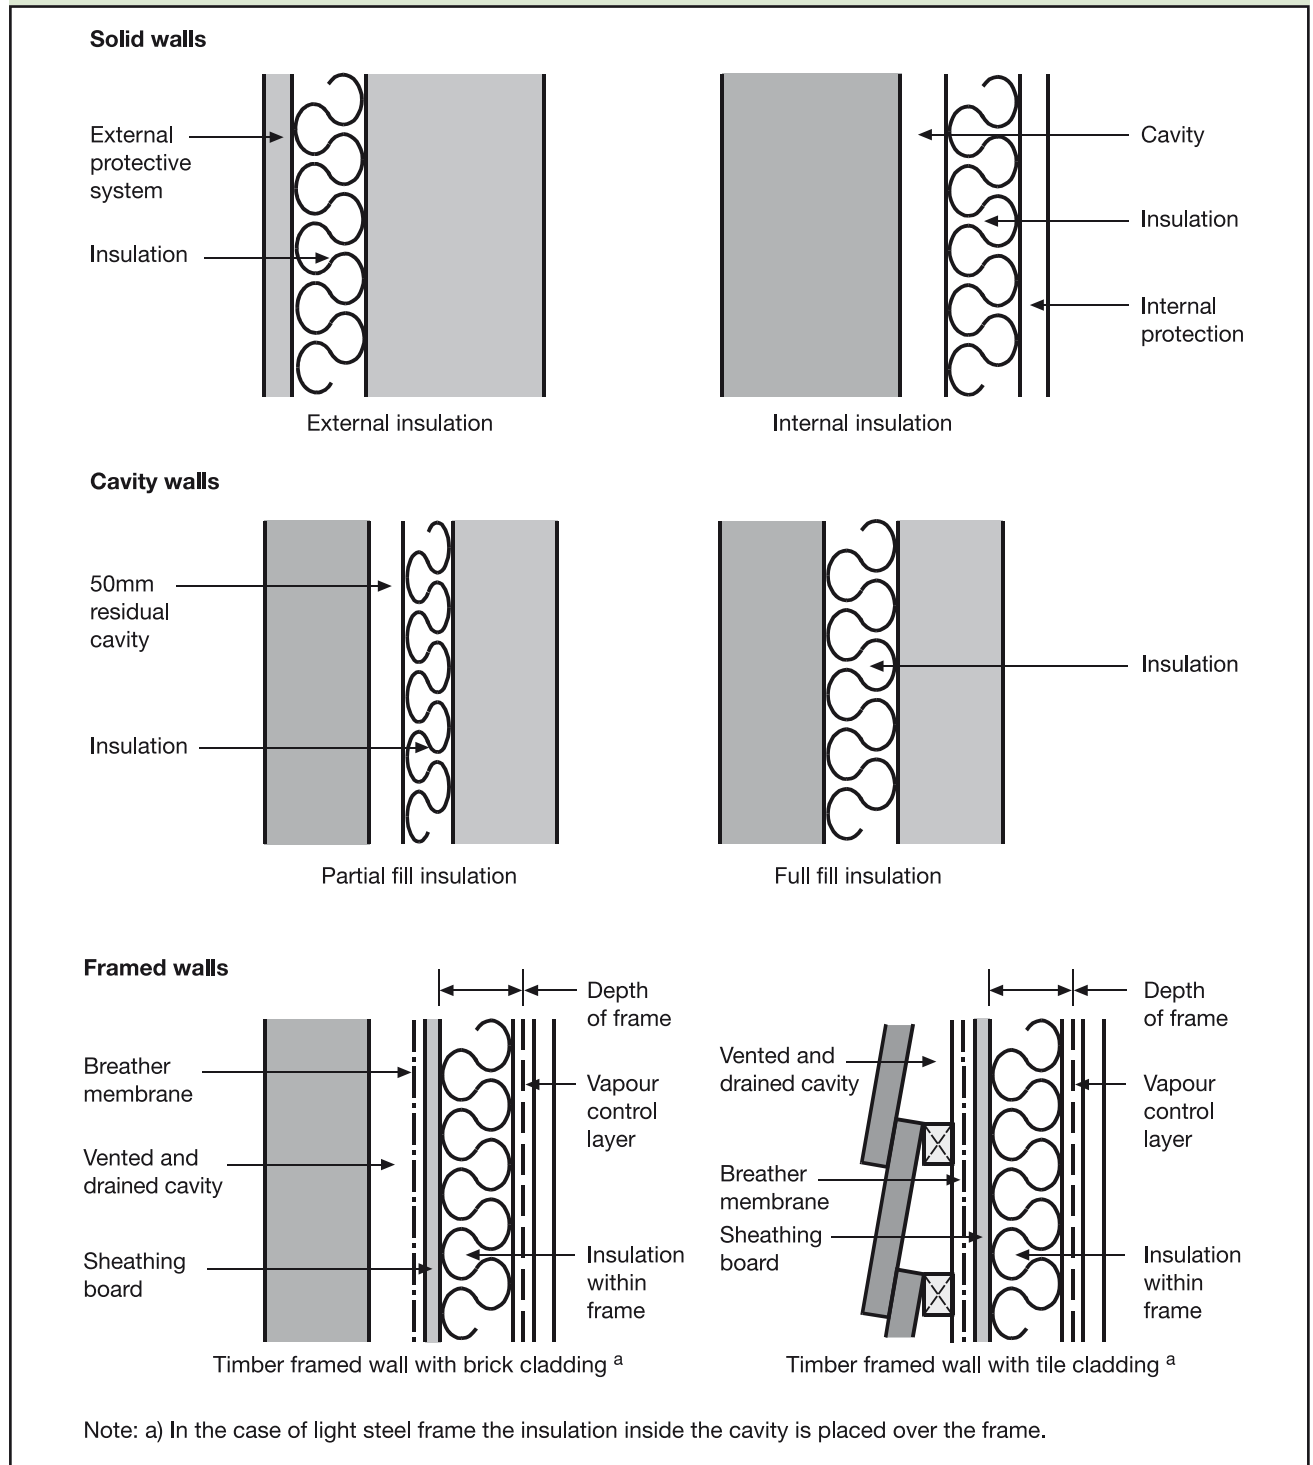 Solid walls
External
protective
system
Insulation
Cavity
Insulation
Internal
protection
External insulation
Internal insulation
Cavity walls
50mm
residual
cavity
Insulation
Insulation
Partial fill insulation
Full fill insulation
Framed walls
Depth
of frame
Breather
membrane
Vapour
control
layer
Vented and
drained cavity
Sheathing
board
Insulation
within
frame
Timber framed wall with brick cladding a
Depth
of frame
Vented and
drained cavity
Vapour
control
layer
Breather
membrane
Sheathing
board
Insulation
within
frame
Timber framed wall with tile cladding a
Note: a) In the case of light steel frame the insulation inside the cavity is placed over the frame.